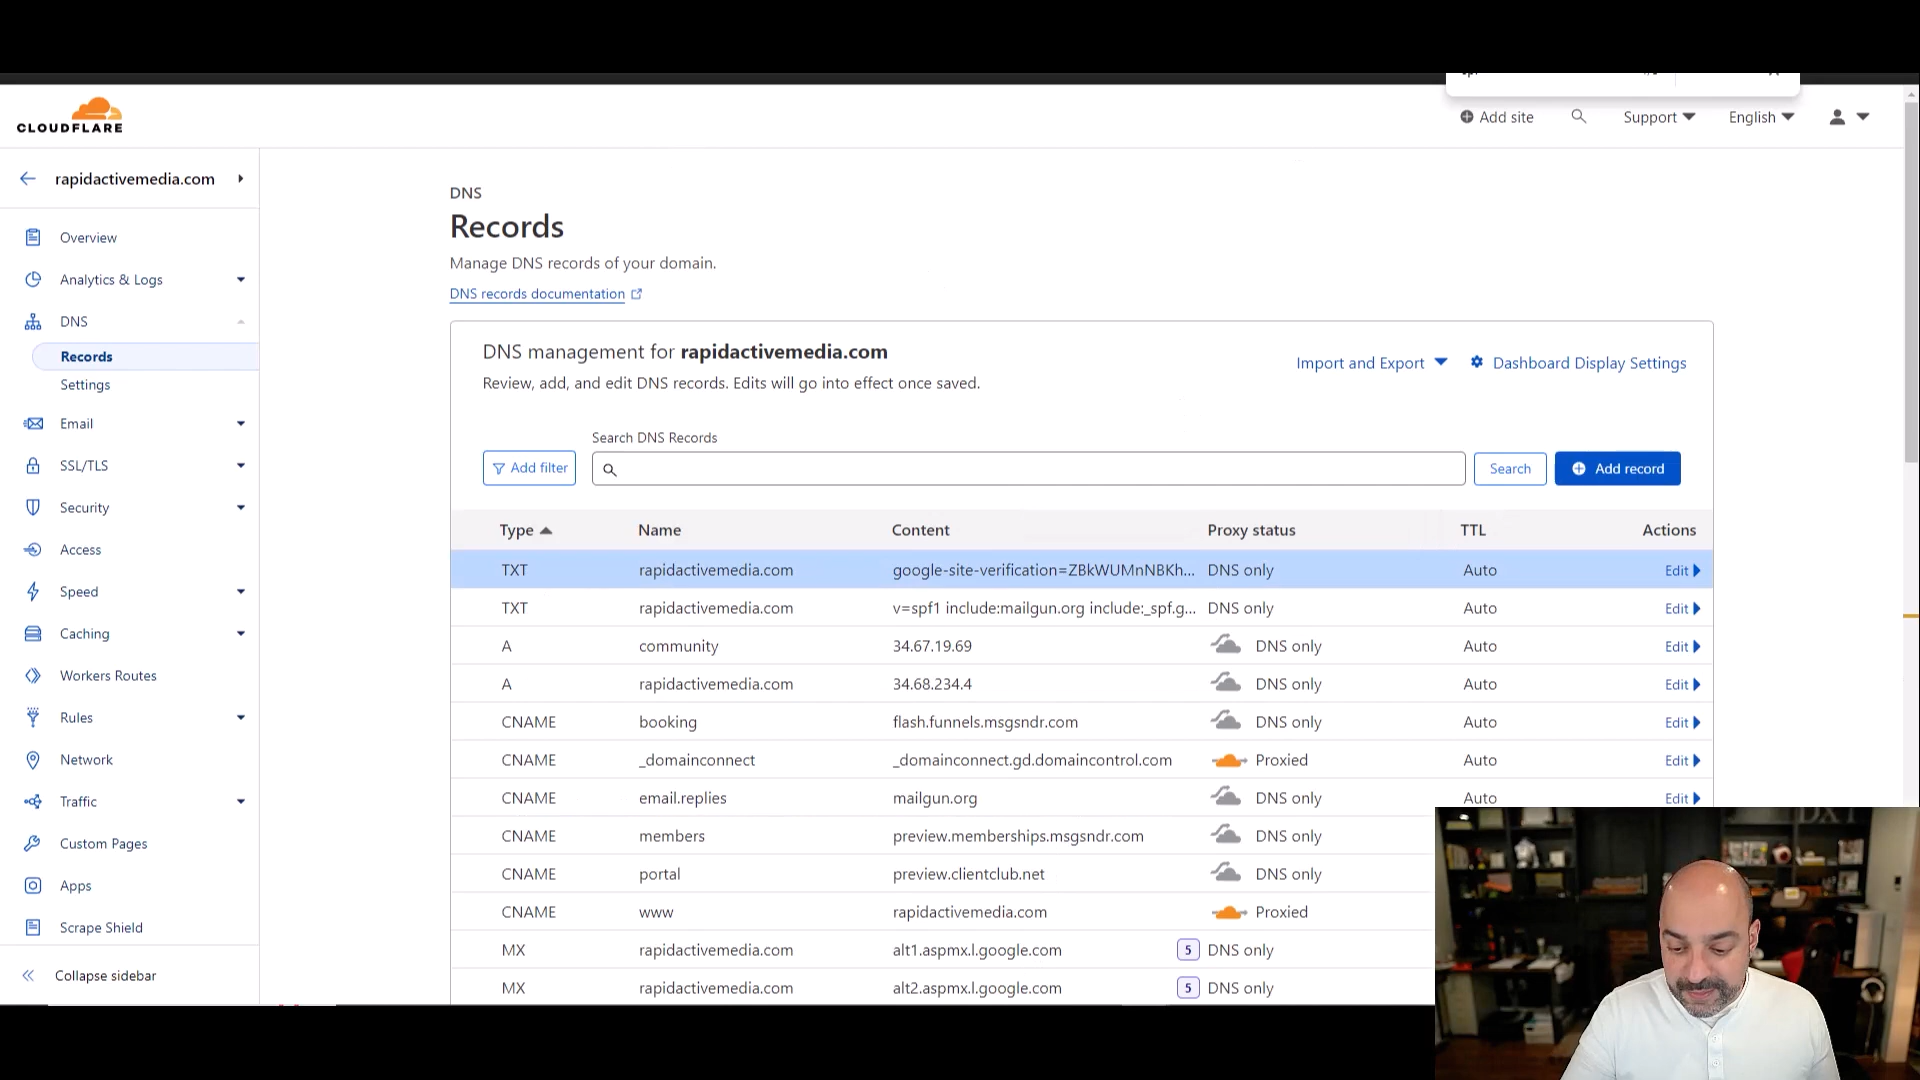 CLOUDFLARE
Add site
Support
English
rapidactivemedia.com
Overview
Analytics & Logs
DNS
Records
Settings
Email
SSL/TLS
Security
Access
Speed
Caching
Workers Routes
Rules
Network
Traffic
Custom Pages
Apps
Scrape Shield
Collapse sidebar
DNS
Records
Manage DNS records of your domain.
DNS records documentation
DNS management for rapidactivemedia.com
Review, add, and edit DNS records. Edits will go into effect once saved.
Import and Export
Dashboard Display Settings
Search DNS Records
Add filter
Search
Add record
Type Name Content Proxy status TTL Actions
TXT rapidactivemedia.com google-site-verification=ZBkWUMnNBKh... DNS only Auto Edit
TXT rapidactivemedia.com v=spf1 include:mailgun.org include:_spf.g... DNS only Auto Edit
A community 34.67.19.69 DNS only Auto Edit
A rapidactivemedia.com 34.68.234.4 DNS only Auto Edit
CNAME booking flash.funnels.msgsndr.com DNS only Auto Edit
CNAME _domainconnect _domainconnect.gd.domaincontrol.com Proxied Auto Edit
CNAME email.replies mailgun.org DNS only Auto Edit
CNAME members preview.memberships.msgsndr.com DNS only
CNAME portal preview.clientclub.net DNS only
CNAME www rapidactivemedia.com Proxied
MX rapidactivemedia.com alt1.aspmx.l.google.com 5 DNS only
MX rapidactivemedia.com alt2.aspmx.l.google.com 5 DNS only